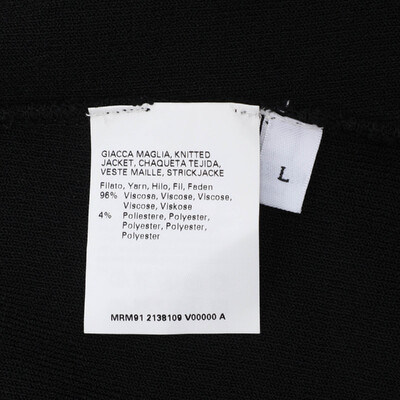 GIACCA MAGLIA, KNITTED
JACKET, CHAQUETA TEJIDA,
VESTE MAILLE, STRICKJACKE
Filato, Yarn, Hilo, Fil, Faden
96% Viscosa, Viscose, Viscose,
Viscose, Viskose
4% Poliestere, Polyester,
Polyester, Polyester,
Polyester
MRM91 2138109 V00000 A
L